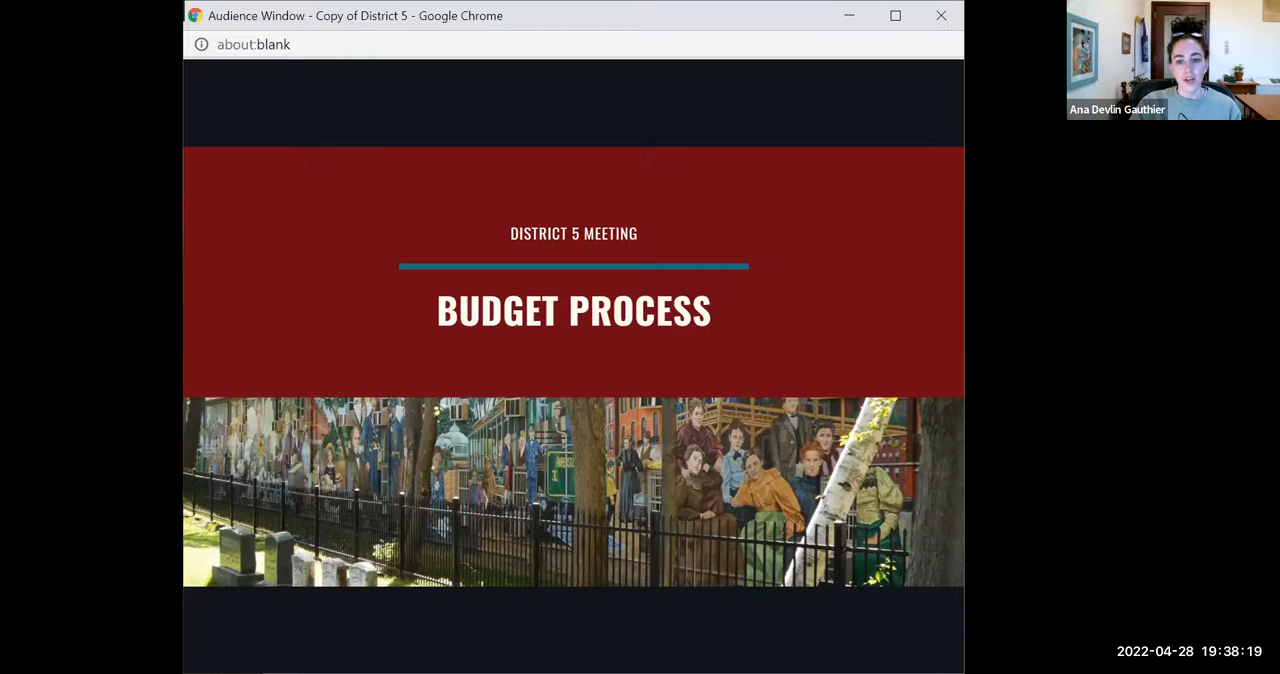 Audience Window - Copy of District 5 - Google Chrome
about:blank
Ana Devlin Gauthier
DISTRICT 5 MEETING
BUDGET PROCESS
2022-04-28 19:38:19